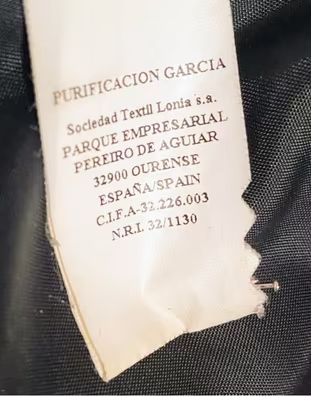 PURIFICACION GARCIA
Sociedad Textil Lonia s.a.
PARQUE EMPRESARIAL
PEREIRO DE AGUIAR
32900 OURENSE
ESPAÑA/SPAIN
C.I.F.A-32.226.003
N.R.I. 32/1130